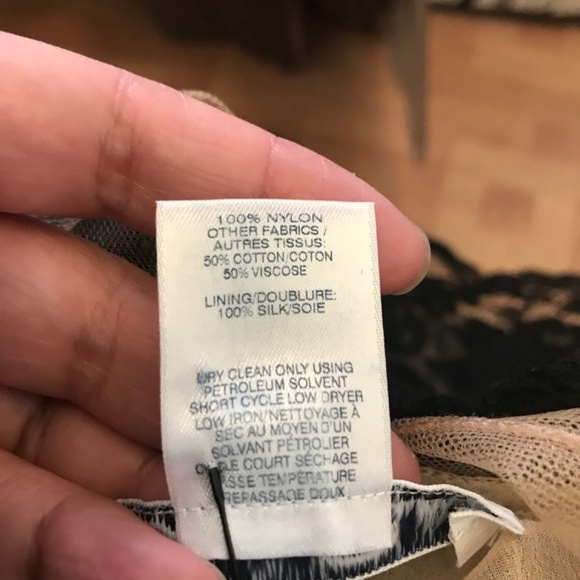 100% NYLON
OTHER FABRICS/
AUTRES TISSUS:
50% COTTON/COTON
50% VISCOSE
LINING/DOUBLURE:
100% SILK/SOIE
DRY CLEAN ONLY USING
PETROLEUM SOLVENT
SHORT CYCLE LOW DRYER
LOW IRON/NETTOYAGE À
SEC AU MOYEN D'UN
SOLVANT PÉTROLIER
COURT SÉCHAGE
TEMPÉRATURE
REPASSAGE DOUX